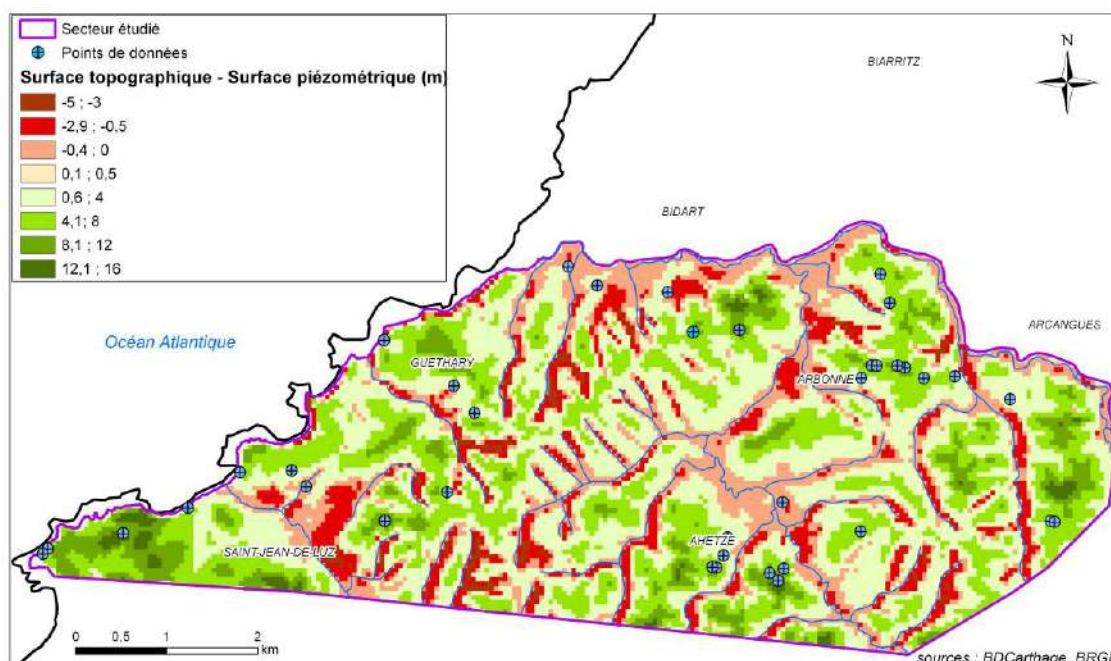 Secteur étudié
Points de données
Surface topographique - Surface piézométrique (m)
-5 ; -3
-2,9 ; -0,5
-0,4 ; 0
0,1 ; 0,5
0,6 ; 4
4,1; 8
8,1 ; 12
12,1 ; 16
N
BIARRITZ
BIDART
ARCANGUES
Océan Atlantique
GUETHARY
ARBONNE
AHETZE
SAINT-JEAN-DE-LUZ
0 0,5 1 2
km
sources : BDCarthage, BRG